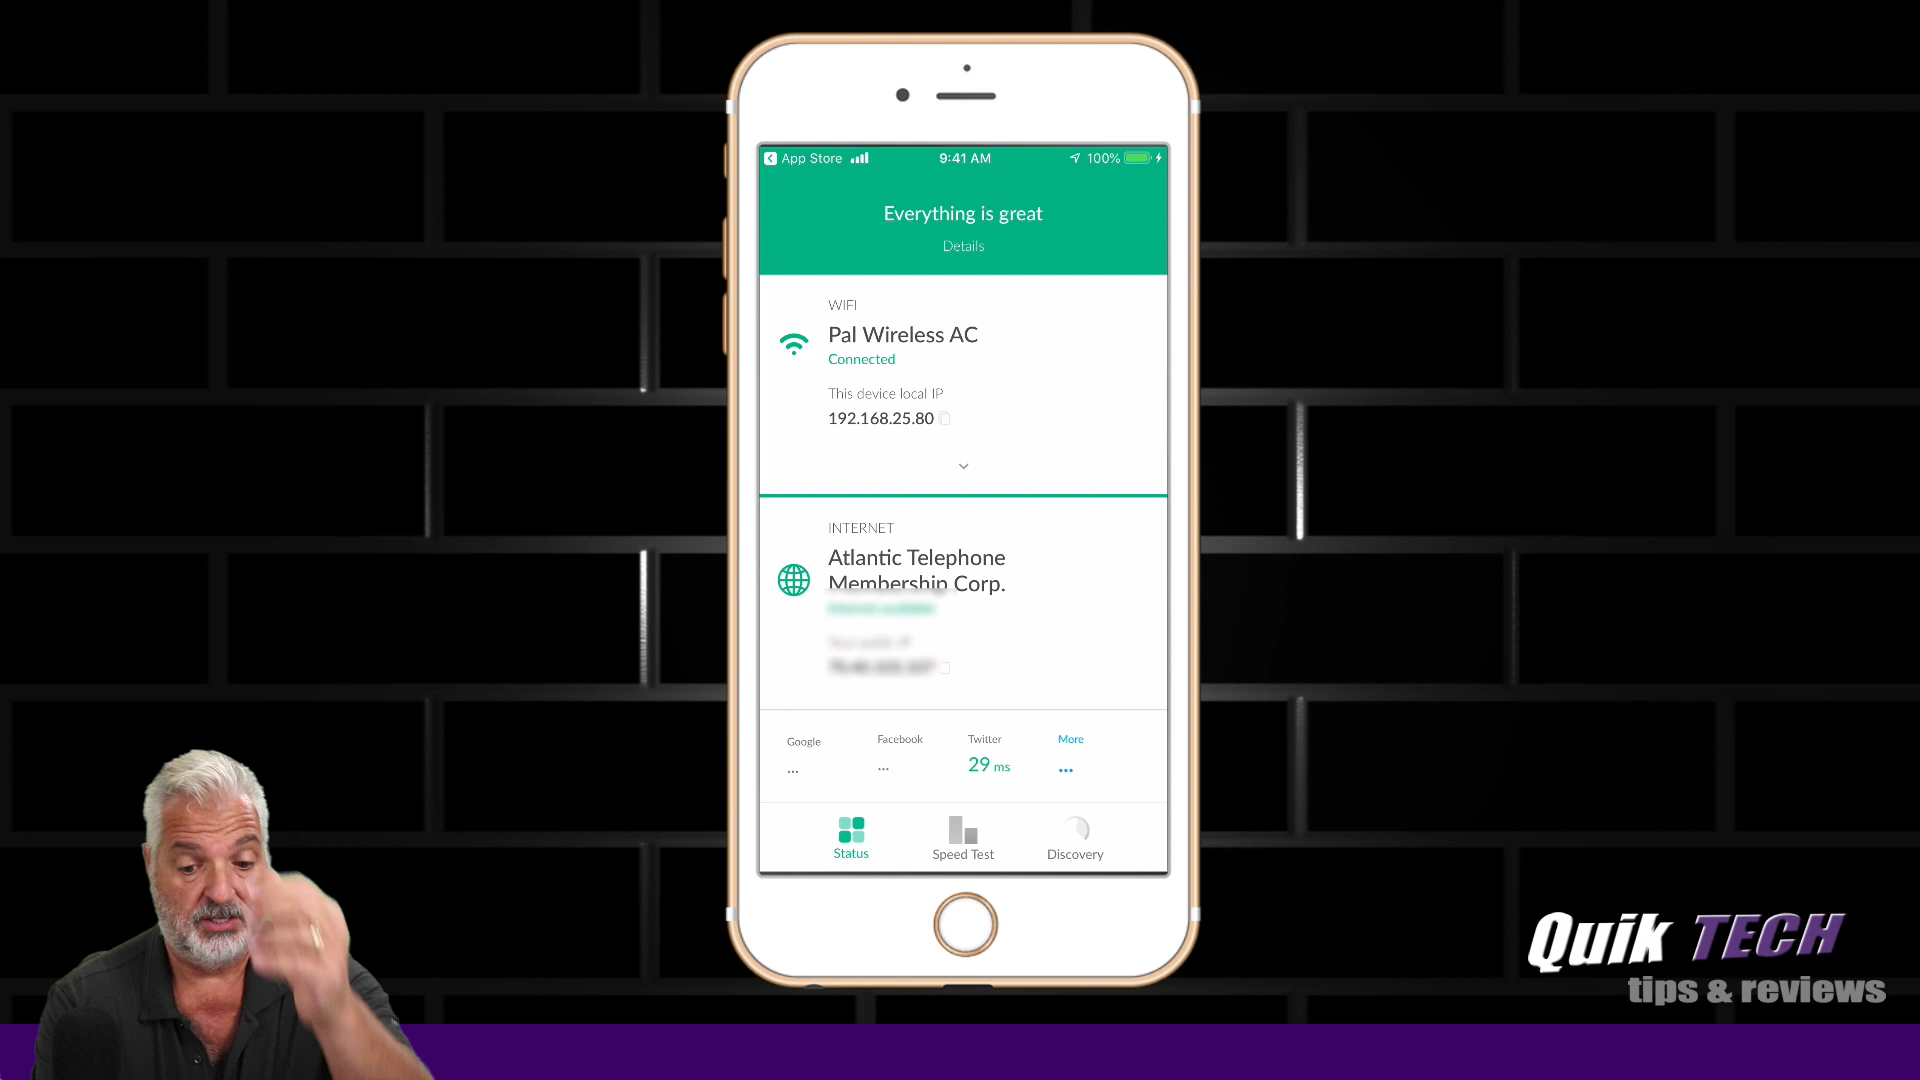 App Store
9:41 AM
100%
Everything is great
Details
WIFI
Pal Wireless AC
Connected
This device local IP
192.168.25.80
INTERNET
Atlantic Telephone
Membership Corp.
Google
Facebook
Twitter
More
...
...
29 ms
...
Status
Speed Test
Discovery
Quik TECH
tips & reviews